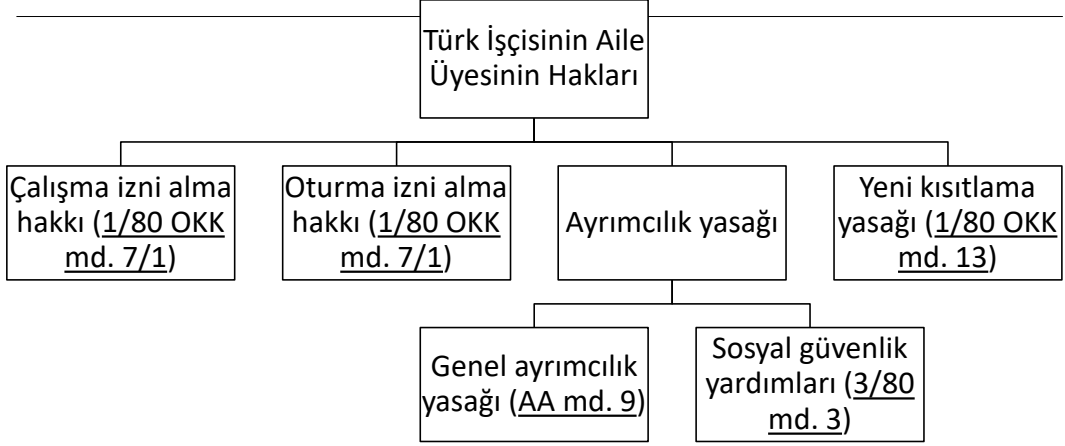 Türk İşçisinin Aile
Üyesinin Hakları
Çalışma izni alma
hakkı (1/80 OKK
md. 7/1)
Oturma izni alma
hakkı (1/80 OKK
md. 7/1)
Ayrımcılık yasağı
Yeni kısıtlama
yasağı (1/80 OKK
md. 13)
Genel ayrımcılık
yasağı (AA md. 9)
Sosyal güvenlik
yardımları (3/80
md. 3)